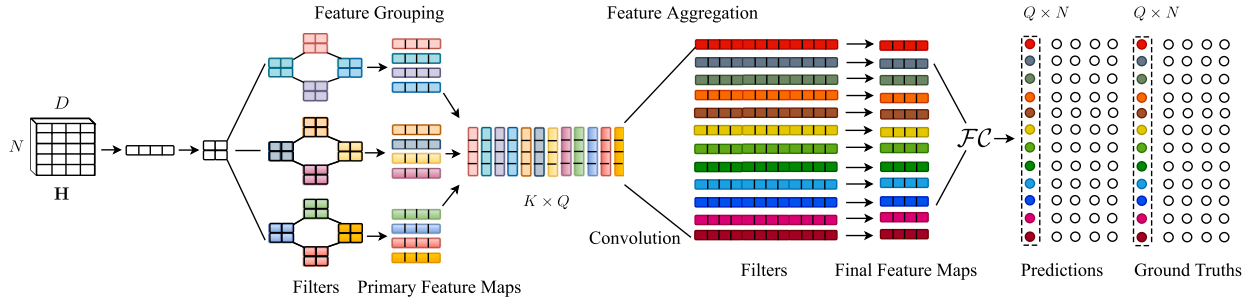 Feature Grouping
Feature Aggregation
Q × N
Q × N
D
N
H
K × Q
FC
Convolution
Filters
Primary Feature Maps
Filters
Final Feature Maps
Predictions
Ground Truths